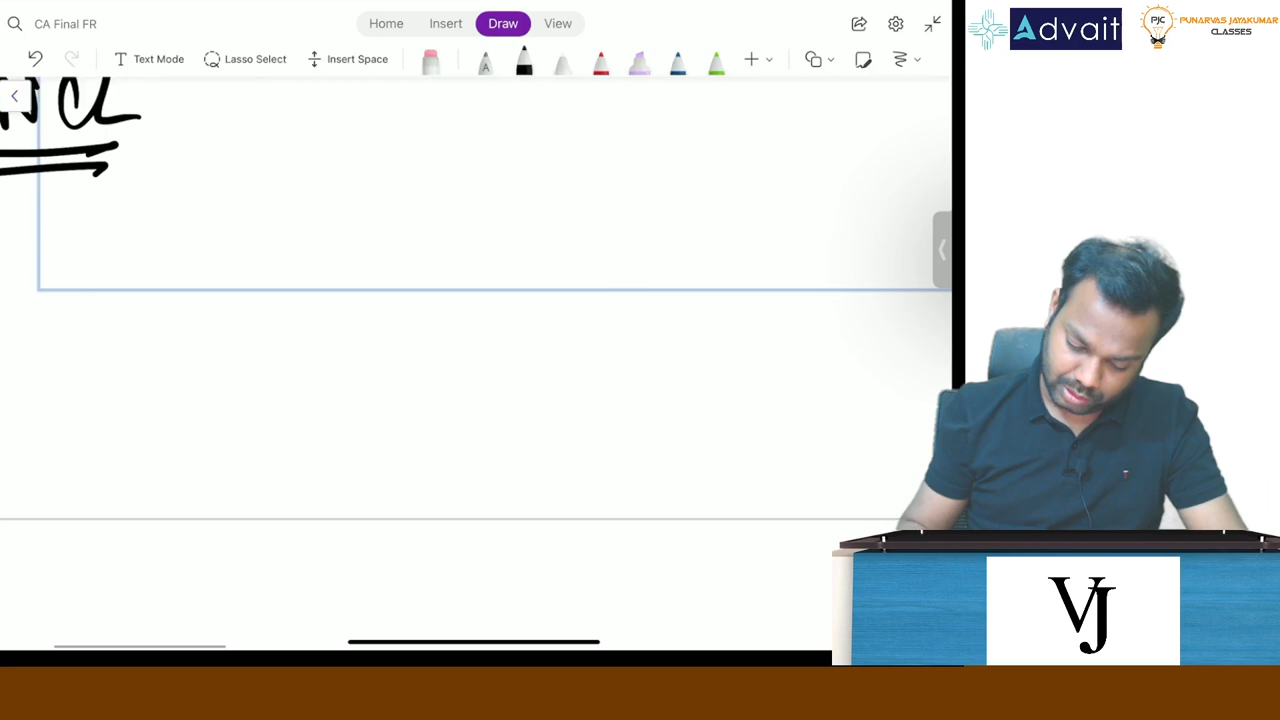 CA Final FR
Home Insert Draw View
Text Mode Lasso Select Insert Space
A
Advait
PJC PUNARVAS JAYAKUMAR
CLASSES
CL
VJ